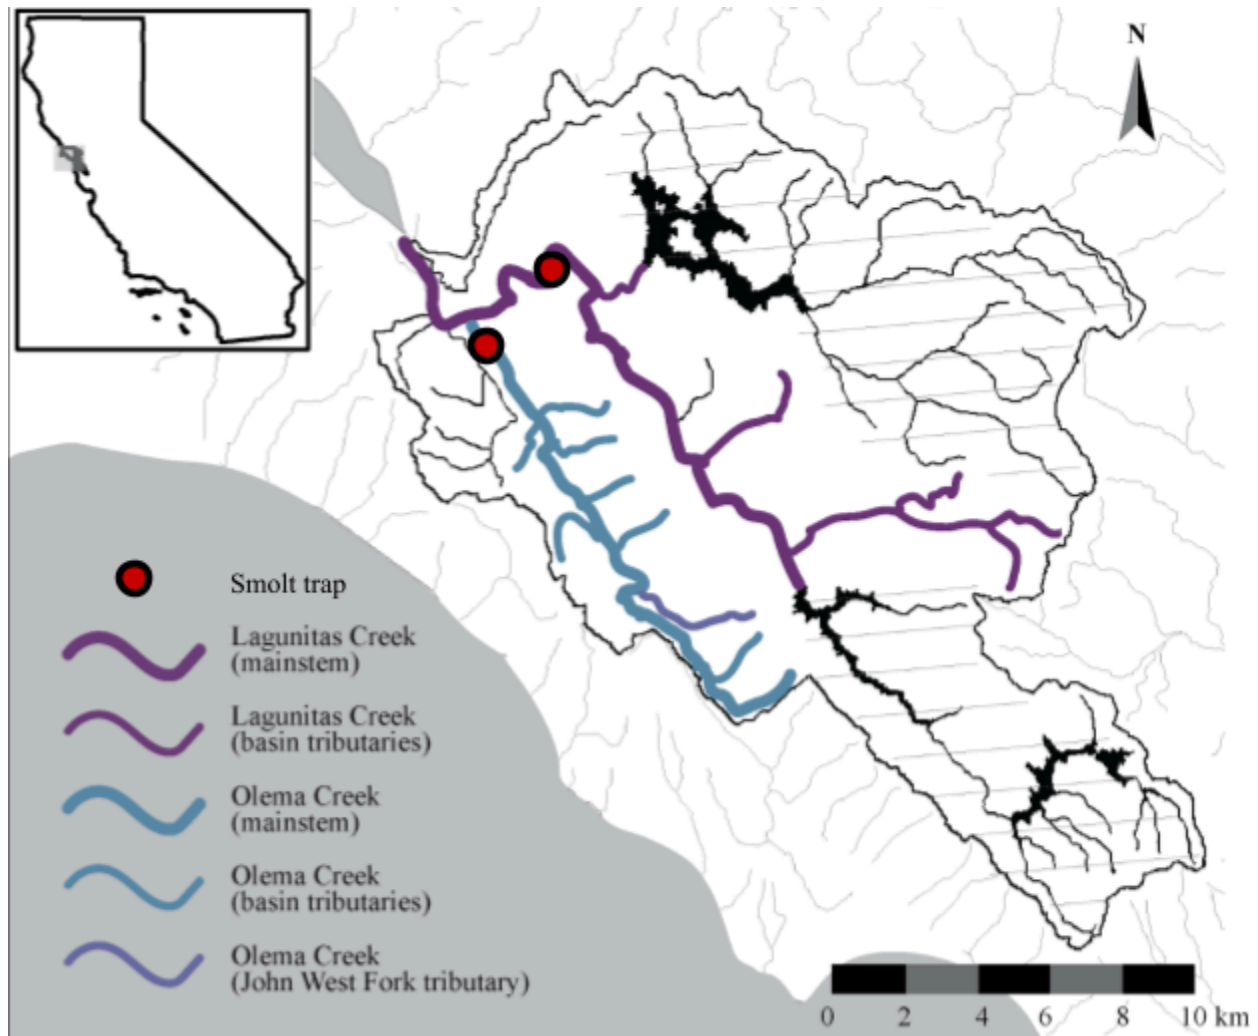 N
Smolt trap
Lagunitas Creek
(mainstem)
Lagunitas Creek
(basin tributaries)
Olema Creek
(mainstem)
Olema Creek
(basin tributaries)
Olema Creek
(John West Fork tributary)
0 2 4 6 8 10 km